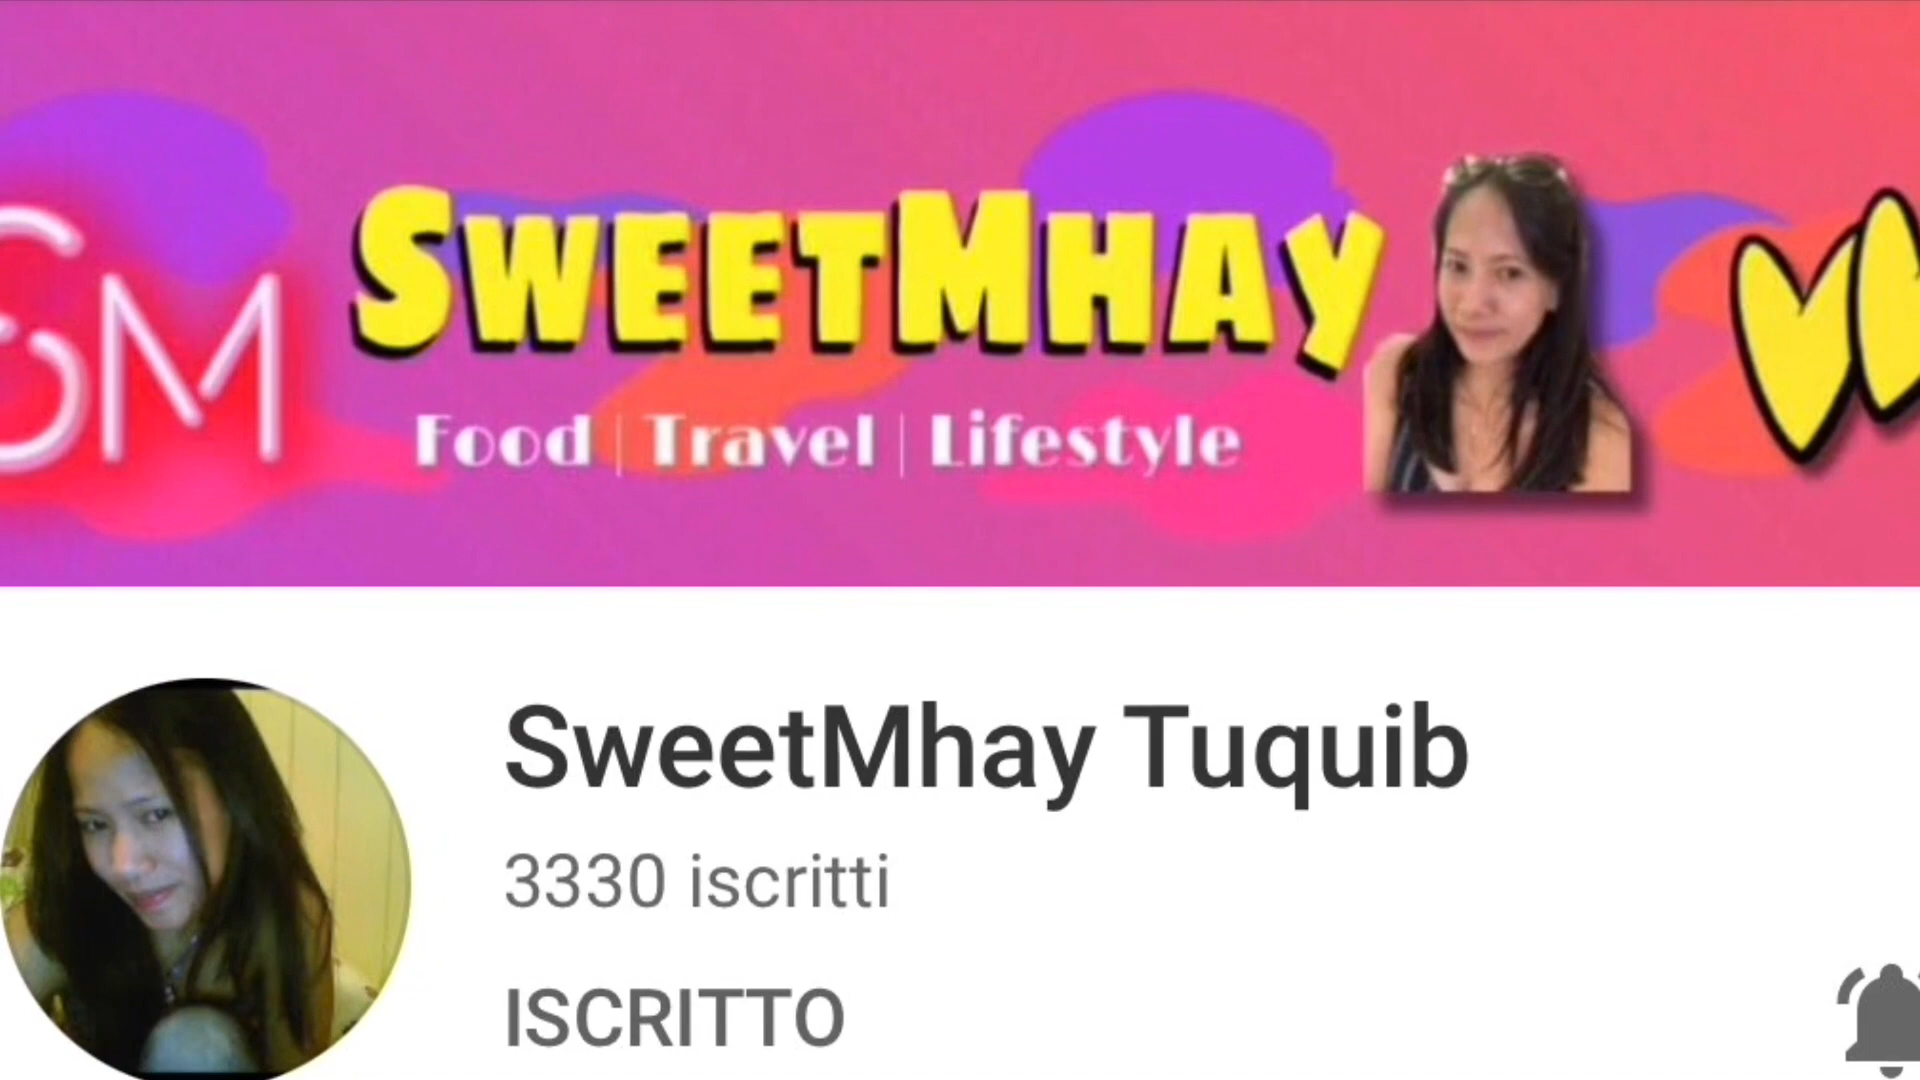 SM
SWEETMHAY
Food | Travel | Lifestyle
SweetMhay Tuquib
3330 iscritti
ISCRITTO